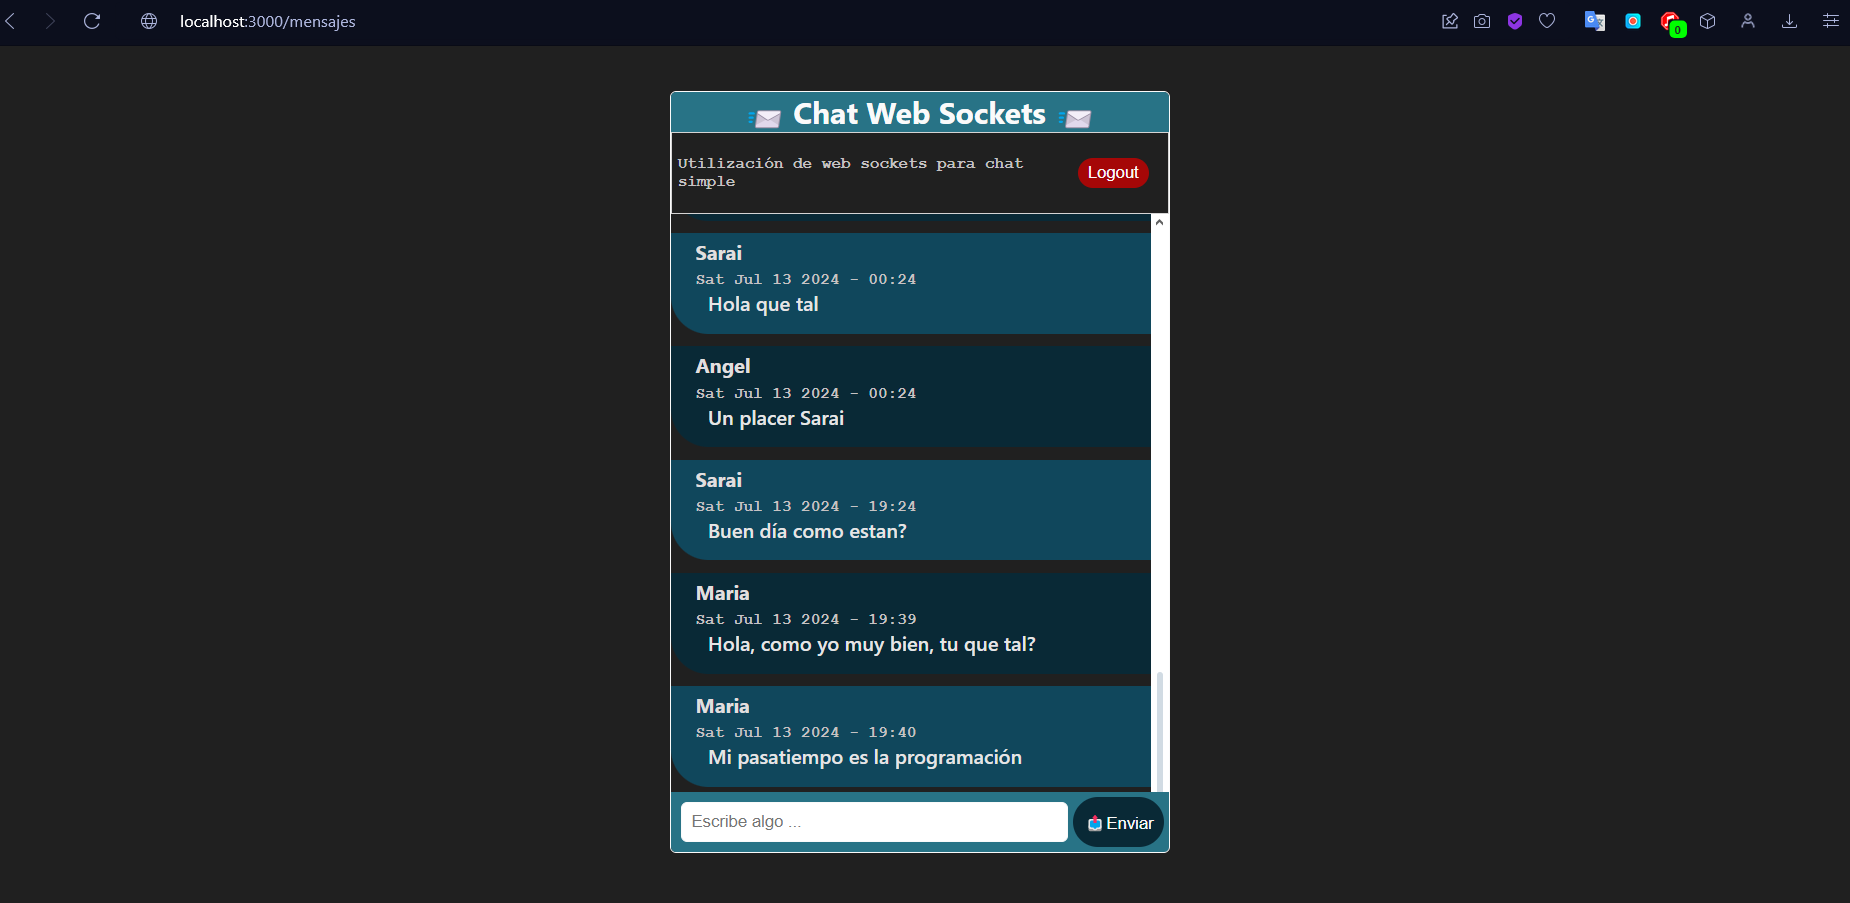 localhost:3000/mensajes
0
Chat Web Sockets
Utilización de web sockets para chat
simple
Logout
Sarai
Sat Jul 13 2024 - 00:24
Hola que tal
Angel
Sat Jul 13 2024 - 00:24
Un placer Sarai
Sarai
Sat Jul 13 2024 - 19:24
Buen día como estan?
Maria
Sat Jul 13 2024 - 19:39
Hola, como yo muy bien, tu que tal?
Maria
Sat Jul 13 2024 - 19:40
Mi pasatiempo es la programación
Escribe algo ...
Enviar